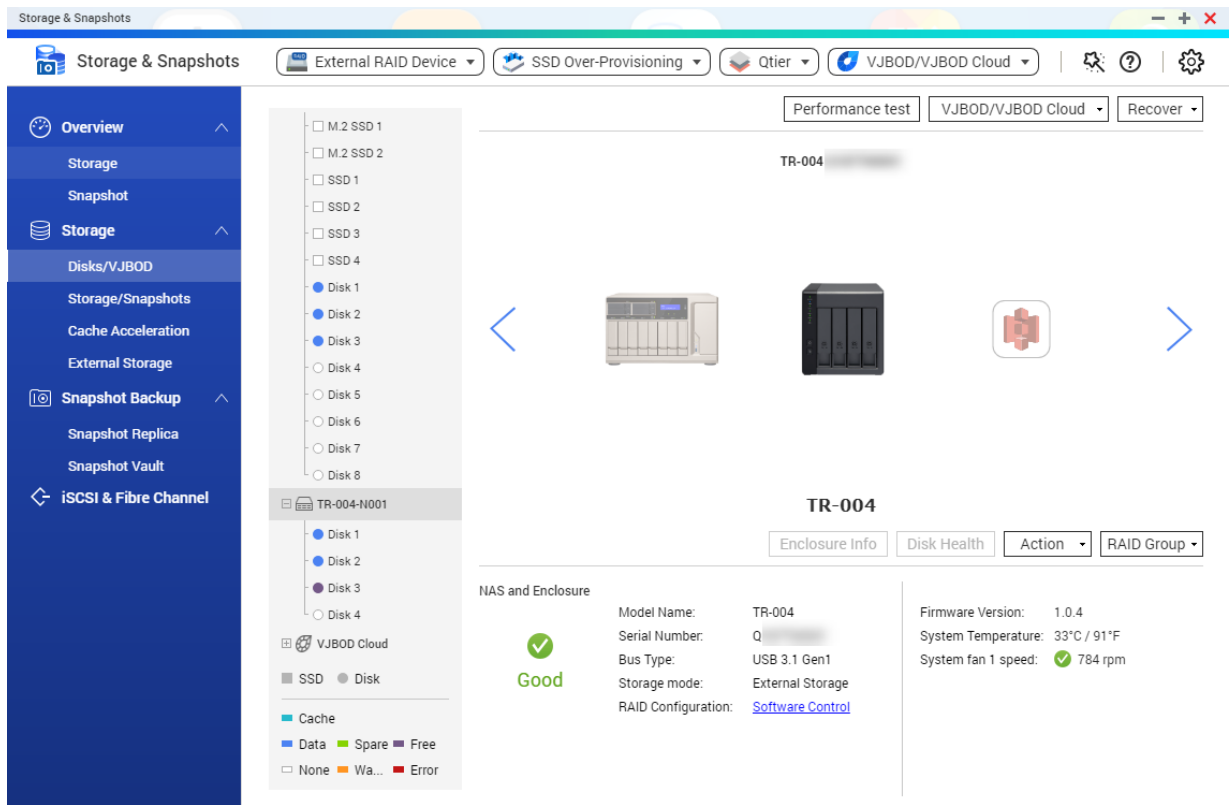 Storage & Snapshots
Storage & Snapshots
External RAID Device
SSD Over-Provisioning
Qtier
VJBOD/VJBOD Cloud
Overview
Storage
Snapshot
Storage
Disks/VJBOD
Storage/Snapshots
Cache Acceleration
External Storage
Snapshot Backup
Snapshot Replica
Snapshot Vault
iSCSI & Fibre Channel
M.2 SSD 1
M.2 SSD 2
SSD 1
SSD 2
SSD 3
SSD 4
Disk 1
Disk 2
Disk 3
Disk 4
Disk 5
Disk 6
Disk 7
Disk 8
TR-004-N001
Disk 1
Disk 2
Disk 3
Disk 4
VJBOD Cloud
SSD Disk
Cache
Data Spare Free
None Wa... Error
Performance test
VJBOD/VJBOD Cloud
Recover
TR-004
TR-004
Enclosure Info
Disk Health
Action
RAID Group
NAS and Enclosure
Good
Model Name: TR-004
Serial Number: Q
Bus Type: USB 3.1 Gen1
Storage mode: External Storage
RAID Configuration: Software Control
Firmware Version: 1.0.4
System Temperature: 33°C / 91°F
System fan 1 speed: 784 rpm